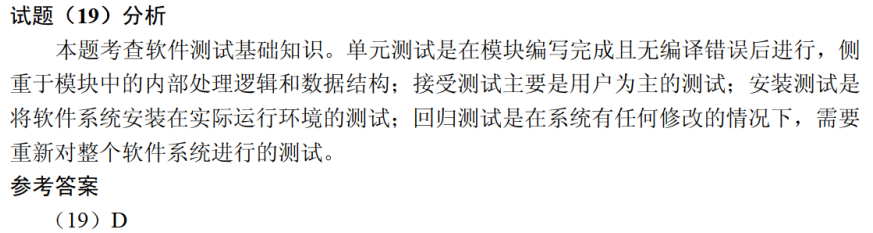 试题（19）分析
本题考查软件测试基础知识。单元测试是在模块编写完成且无编译错误后进行，侧
重于模块中的内部处理逻辑和数据结构；接受测试主要是用户为主的测试；安装测试是
将软件系统安装在实际运行环境的测试；回归测试是在系统有任何修改的情况下，需要
重新对整个软件系统进行的测试。
参考答案
（19）D